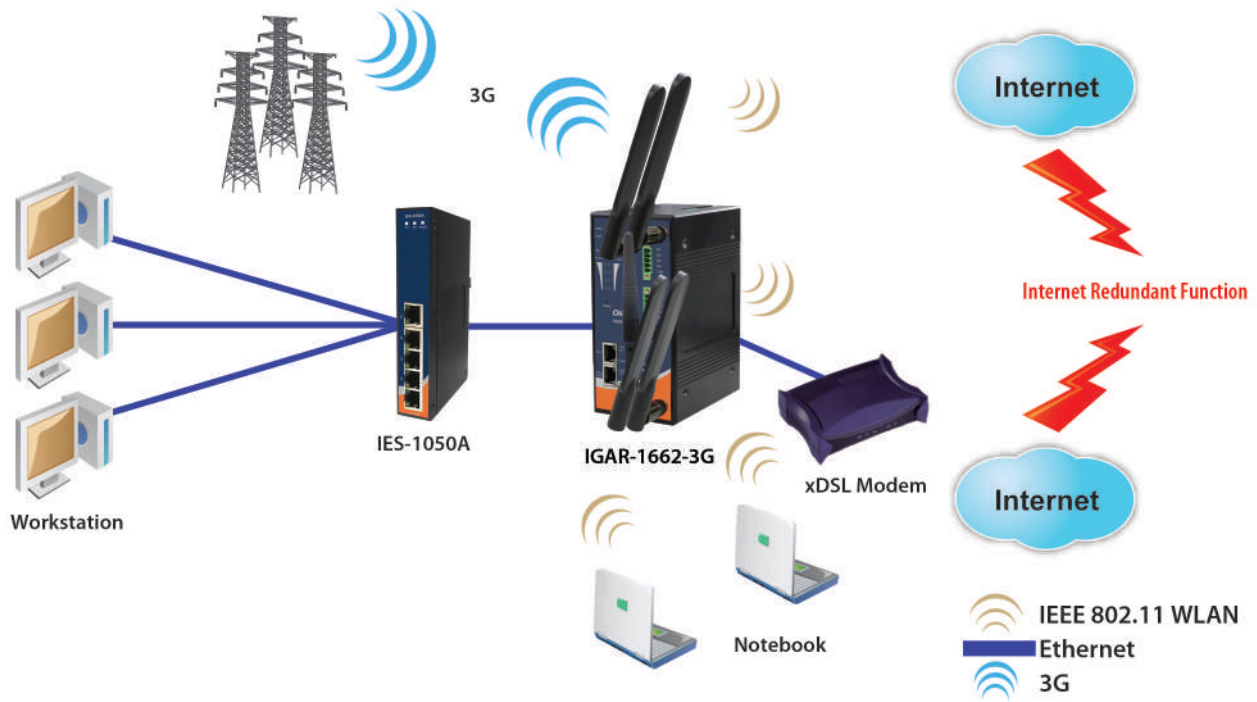 3G
Internet
Internet Redundant Function
IES-1050A
IGAR-1662-3G
xDSL Modem
Workstation
Internet
Notebook
IEEE 802.11 WLAN
Ethernet
3G